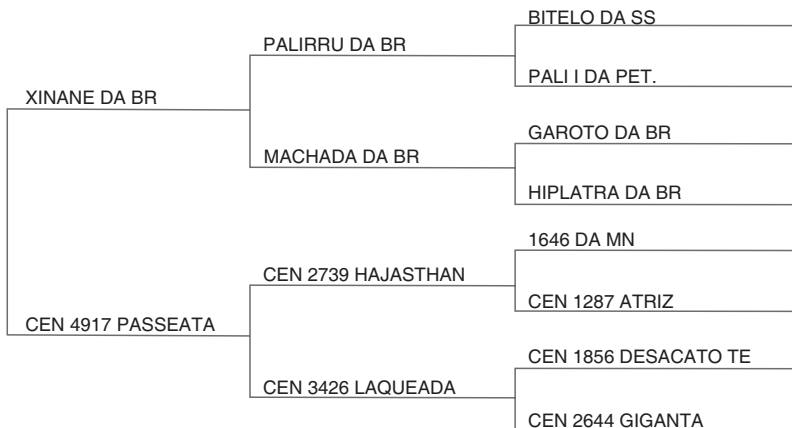 BITELO DA SS
PALIRRU DA BR
PALI I DA PET.
XINANE DA BR
GAROTO DA BR
MACHADA DA BR
HIPLATRA DA BR
1646 DA MN
CEN 2739 HAJASTHAN
CEN 1287 ATRIZ
CEN 4917 PASSEATA
CEN 1856 DESACATO TE
CEN 3426 LAQUEADA
CEN 2644 GIGANTA